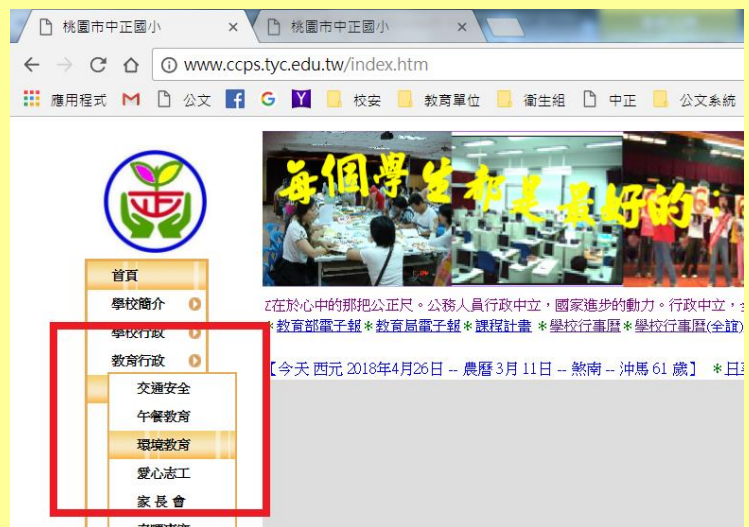 桃園市中正國小 × 桃園市中正國小 ×
www.ccps.tyc.edu.tw/index.htm
應用程式 M 公文 f G Y 校安 教育單位 衛生組 中正 公文系統
正
每個學生都是最好的
首頁
學校簡介
在於心中的那把公正尺。公務人員行政中立，國家進步的動力。行政中立，
學校行政
*教育部電子報*教育局電子報*課程計畫 *學校行事曆*學校行事曆(全誼)
教育行政
【今天 西元 2018年4月26日 -- 農曆 3月 11日 -- 煞南 -- 沖馬 61 歲】 *日
交通安全
午餐教育
環境教育
愛心志工
家 長 會